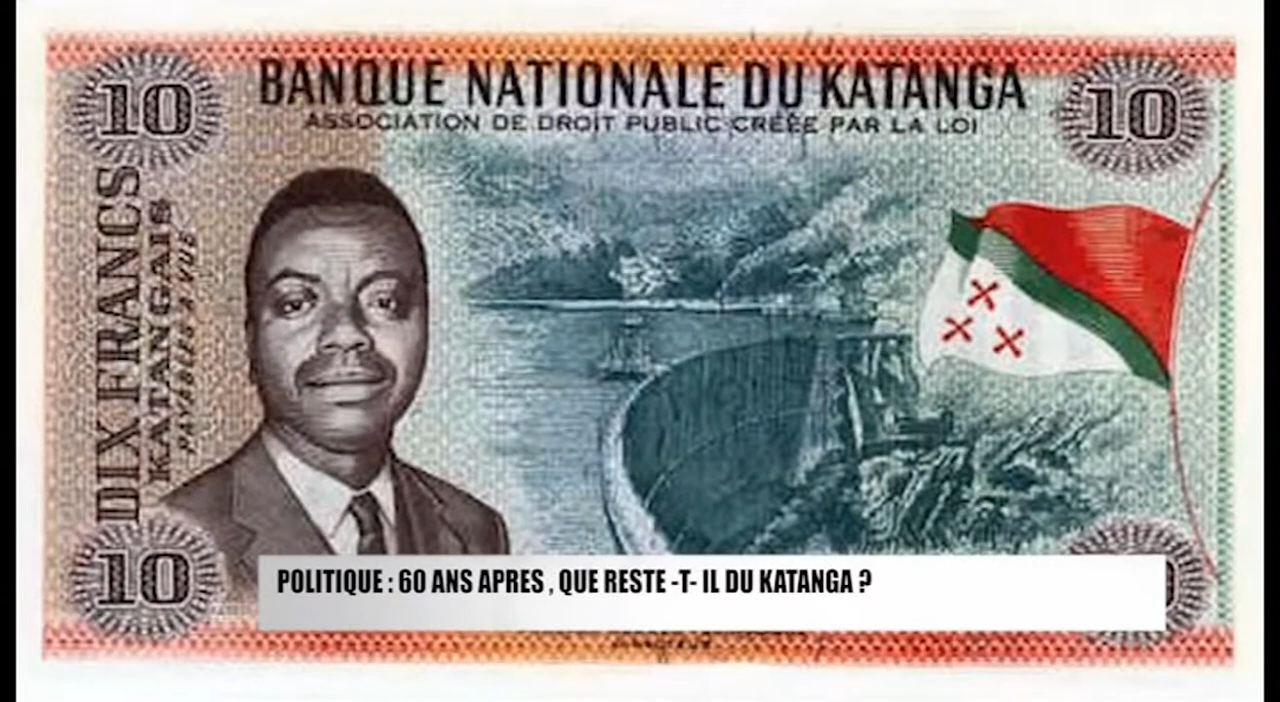 10
BANQUE NATIONALE DU KATANGA
10
ASSOCIATION DE DROIT PUBLIC CRÉÉE PAR LA LOI
DIX FRANCS
KATANGAIS
PAYABLES A VUE
10
POLITIQUE : 60 ANS APRES , QUE RESTE -T- IL DU KATANGA ?